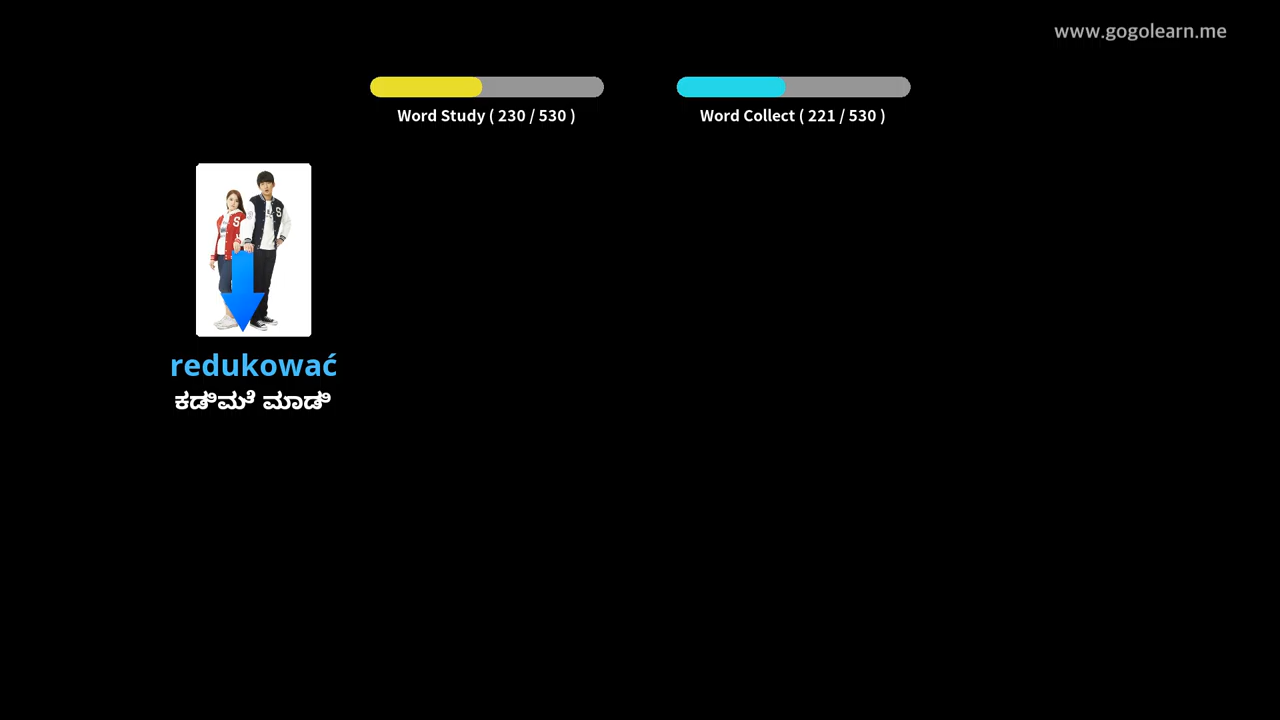 www.gogolearn.me
Word Study ( 230 / 530 )
Word Collect ( 221 / 530 )
S
S
redukować
ಕಡಿಮೆ ಮಾಡಿ